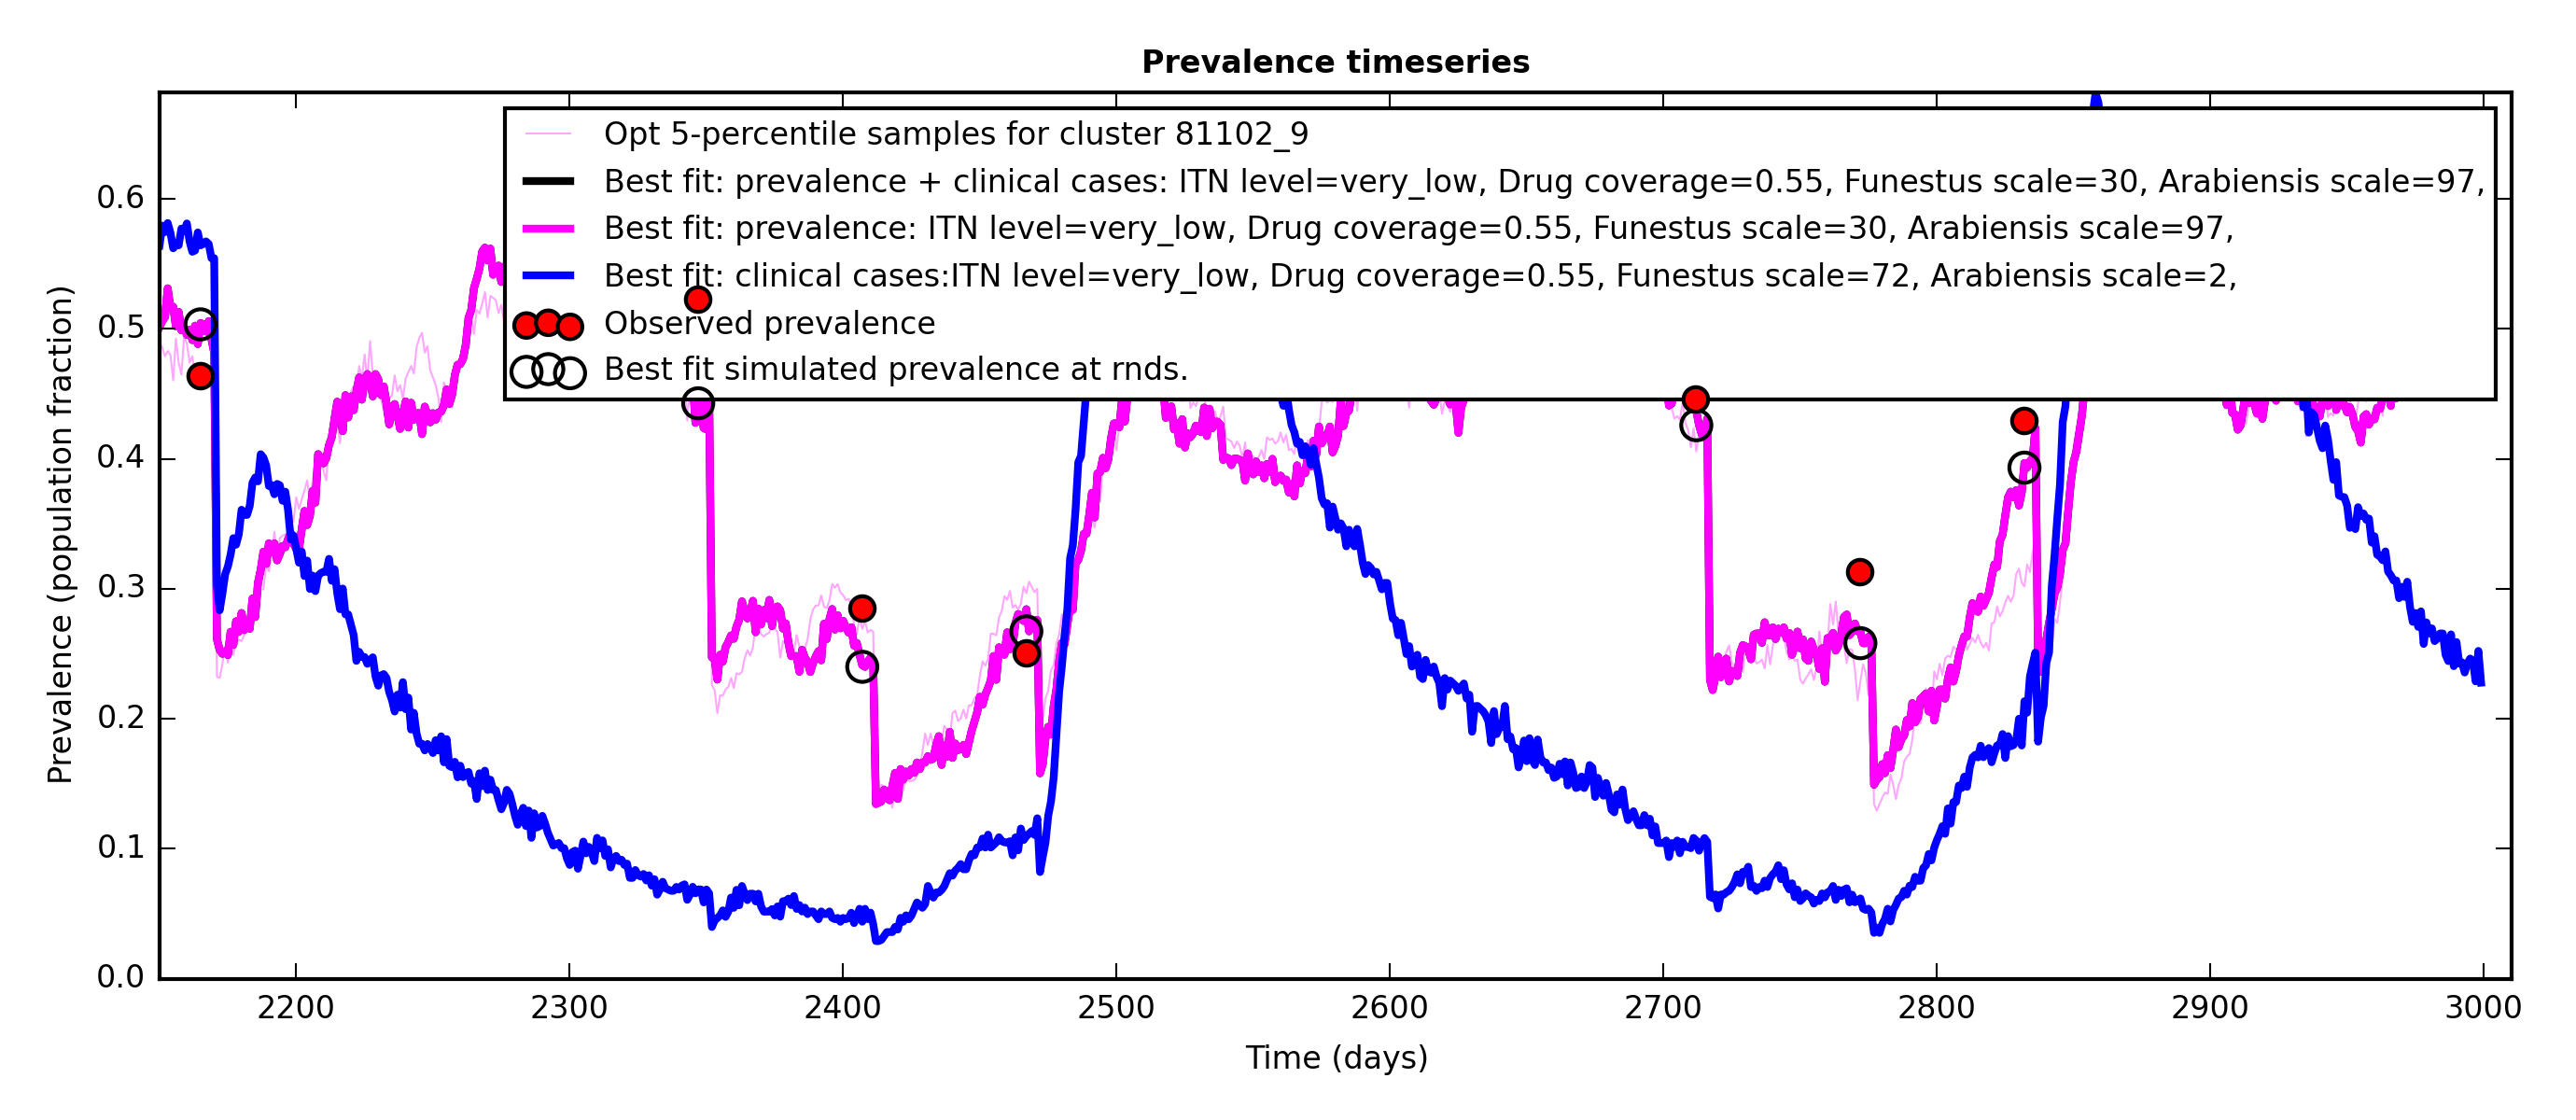 Prevalence timeseries
Opt 5-percentile samples for cluster 81102_9
Best fit: prevalence + clinical cases: ITN level=very_low, Drug coverage=0.55, Funestus scale=30, Arabiensis scale=97,
Best fit: prevalence: ITN level=very_low, Drug coverage=0.55, Funestus scale=30, Arabiensis scale=97,
Best fit: clinical cases:ITN level=very_low, Drug coverage=0.55, Funestus scale=72, Arabiensis scale=2,
Observed prevalence
Best fit simulated prevalence at rnds.
Prevalence (population fraction)
0.6
0.5
0.4
0.3
0.2
0.1
0.0
2200 2300 2400 2500 2600 2700 2800 2900 3000
Time (days)